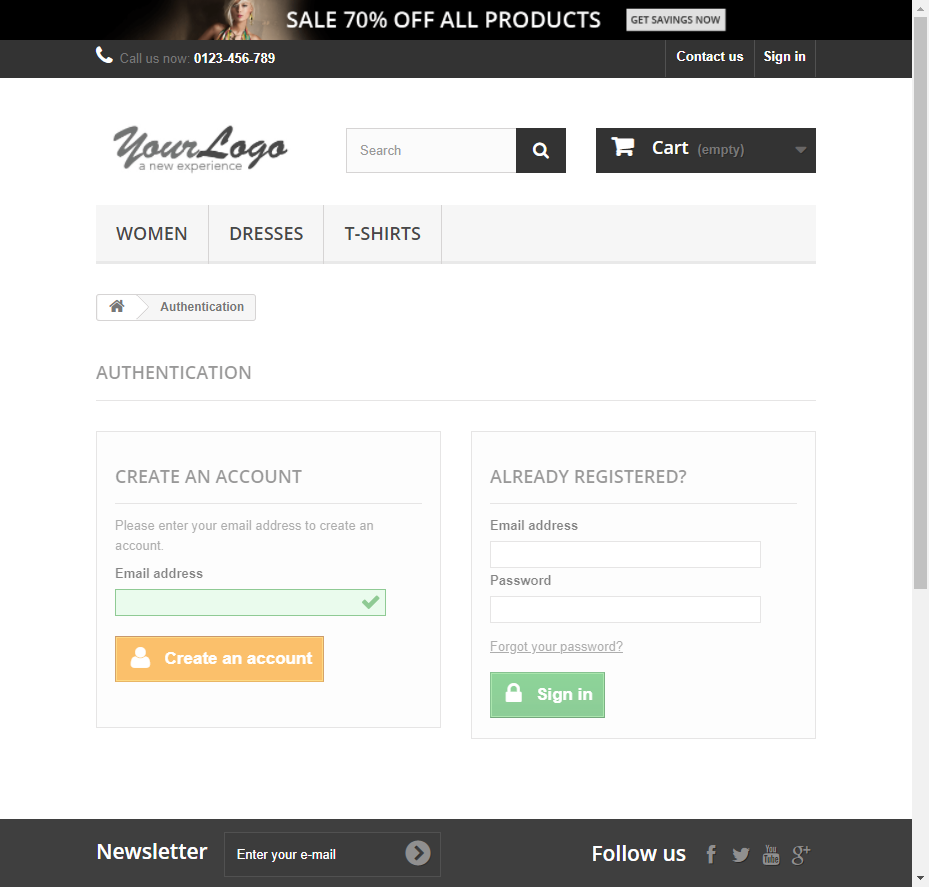 SALE 70% OFF ALL PRODUCTS GET SAVINGS NOW
Call us now: 0123-456-789 Contact us Sign in
YourLogo
a new experience
Search
Cart (empty)
WOMEN DRESSES T-SHIRTS
Authentication
AUTHENTICATION
CREATE AN ACCOUNT
Please enter your email address to create an
account.
Email address
Create an account
ALREADY REGISTERED?
Email address
Password
Forgot your password?
Sign in
Newsletter Enter your e-mail Follow us
You
Tube